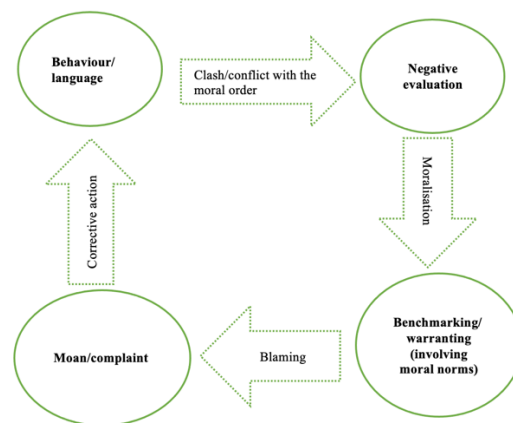 Behaviour/
language
Clash/conflict with the
moral order
Negative
evaluation
Moralisation
Benchmarking/
warranting
(involving
moral norms)
Blaming
Moan/complaint
Corrective action